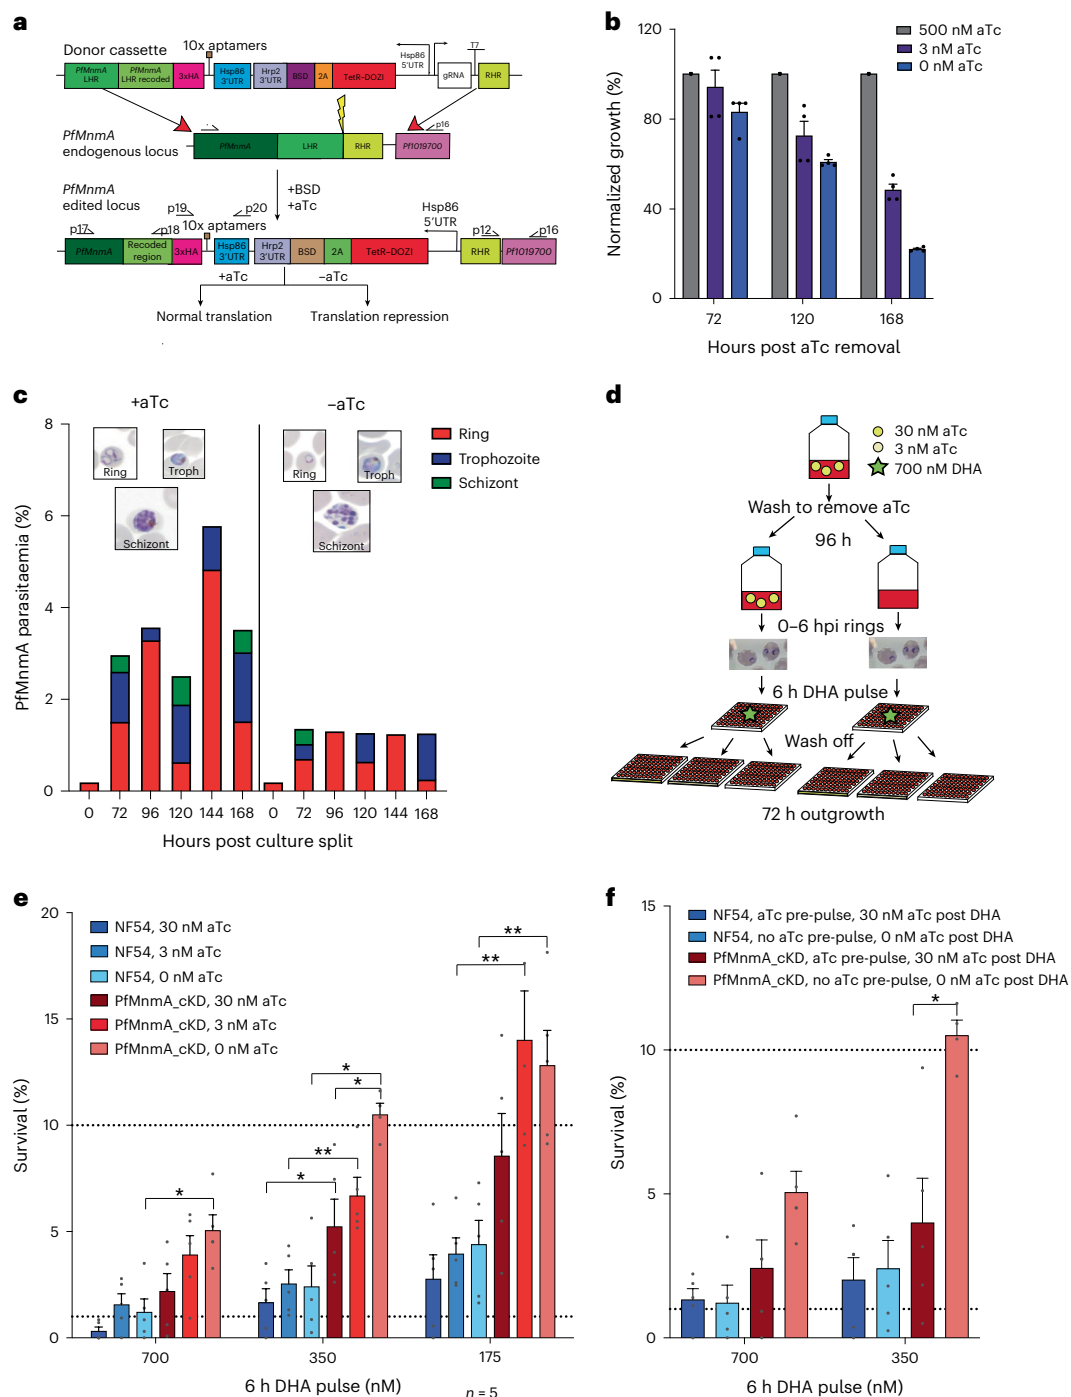 a
Donor cassette
10x aptamers
PfMnmA
LHR
PfMnmA
LHR recoded
3xHA
Hsp86
3'UTR
Hrp2
3'UTR
BSD
2A
TetR-DOZI
Hsp86
5'UTR
gRNA
T7
RHR
PfMnmA
endogenous locus
PfMnmA
LHR
RHR
Pf1019700
p16
+BSD
+aTc
PfMnmA
edited locus
p17
p19
p18
10x aptamers
p20
Hsp86
5'UTR
p12
p16
PfMnmA
Recoded
region
3xHA
Hsp86
3'UTR
Hrp2
3'UTR
BSD
2A
TetR-DOZI
RHR
Pf1019700
+aTc
–aTc
Normal translation
Translation repression
b
500 nM aTc
3 nM aTc
0 nM aTc
Normalized growth (%)
120
80
40
0
72
120
168
Hours post aTc removal
c
+aTc
–aTc
Ring
Troph
Schizont
Ring
Troph
Schizont
Ring
Trophozoite
Schizont
PfMnmA parasitaemia (%)
8
6
4
2
0
0 72 96 120 144 168 0 72 96 120 144 168
Hours post culture split
d
30 nM aTc
3 nM aTc
700 nM DHA
Wash to remove aTc
96 h
0–6 hpi rings
6 h DHA pulse
Wash off
72 h outgrowth
e
NF54, 30 nM aTc
NF54, 3 nM aTc
NF54, 0 nM aTc
PfMnmA_cKD, 30 nM aTc
PfMnmA_cKD, 3 nM aTc
PfMnmA_cKD, 0 nM aTc
Survival (%)
20
15
10
5
0
*
*
**
*
*
**
**
700
350
175
6 h DHA pulse (nM)
n = 5
f
NF54, aTc pre-pulse, 30 nM aTc post DHA
NF54, no aTc pre-pulse, 0 nM aTc post DHA
PfMnmA_cKD, aTc pre-pulse, 30 nM aTc post DHA
PfMnmA_cKD, no aTc pre-pulse, 0 nM aTc post DHA
Survival (%)
15
10
5
0
*
700
350
6 h DHA pulse (nM)